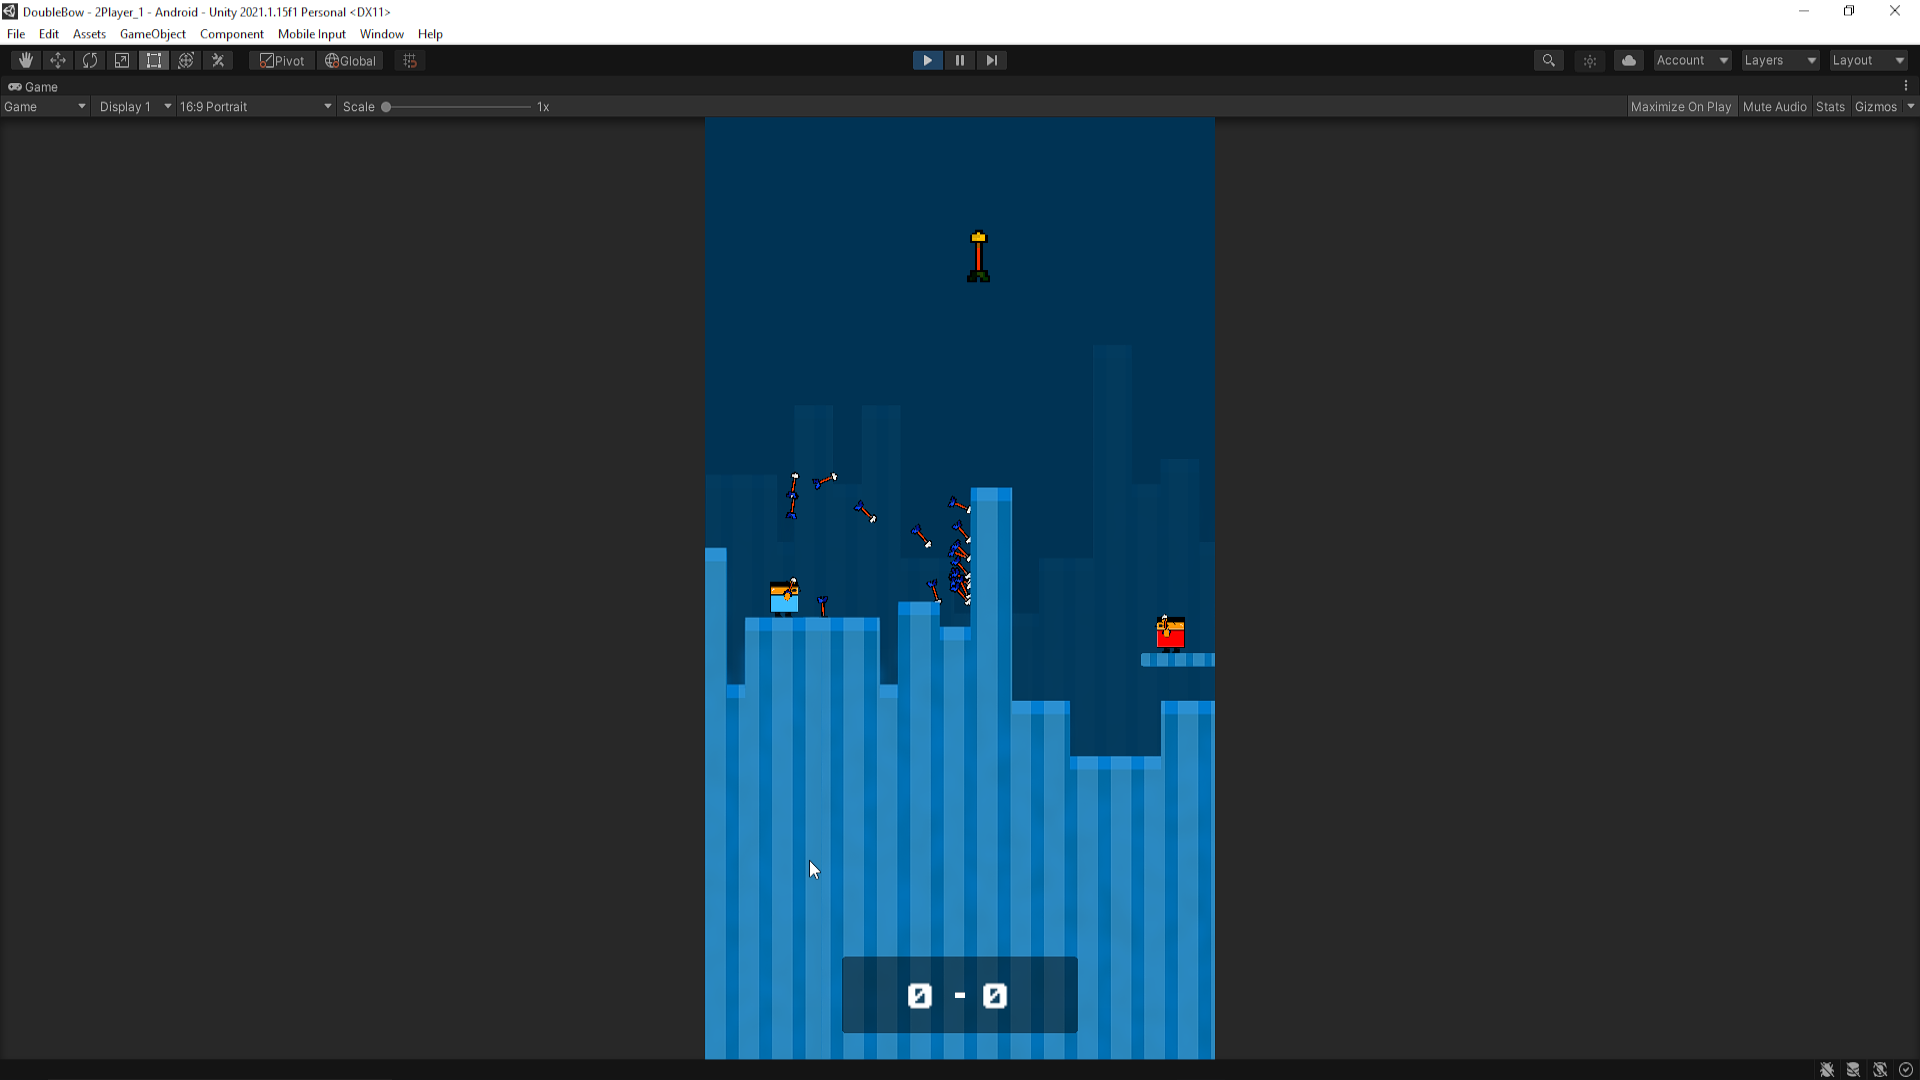 DoubleBow - 2Player_1 - Android - Unity 2021.1.15f1 Personal <DX11>
File Edit Assets GameObject Component Mobile Input Window Help
Pivot Global Account Layers Layout
Game
Game Display 1 16:9 Portrait Scale 1x Maximize On Play Mute Audio Stats Gizmos
0 - 0